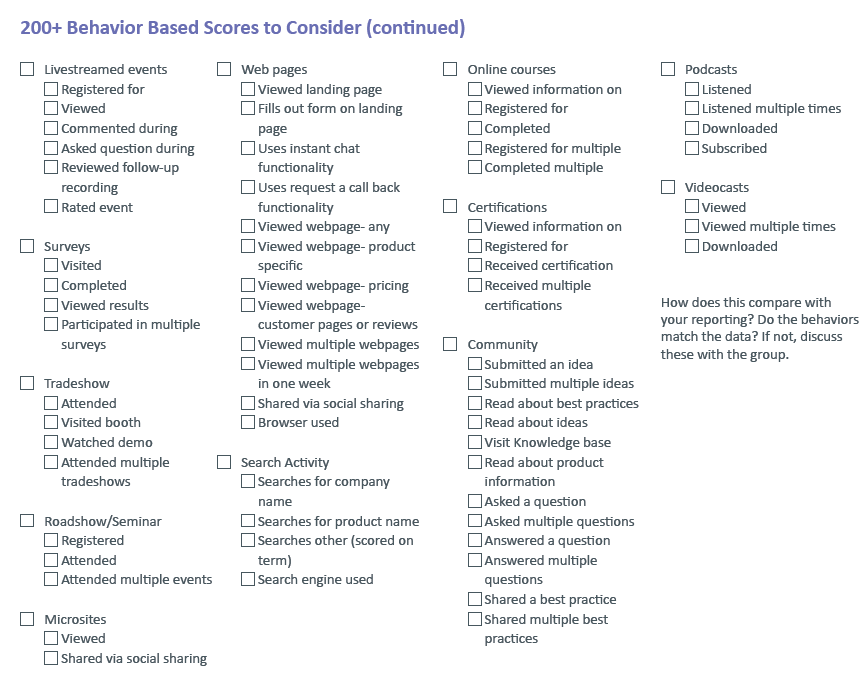 200+ Behavior Based Scores to Consider (continued)
Livestreamed events
Registered for
Viewed
Commented during
Asked question during
Reviewed follow-up
recording
Rated event
Surveys
Visited
Completed
Viewed results
Participated in multiple
surveys
Tradeshow
Attended
Visited booth
Watched demo
Attended multiple
tradeshows
Roadshow/Seminar
Registered
Attended
Attended multiple events
Microsites
Viewed
Shared via social sharing
Web pages
Viewed landing page
Fills out form on landing
page
Uses instant chat
functionality
Uses request a call back
functionality
Viewed webpage- any
Viewed webpage- product
specific
Viewed webpage- pricing
Viewed webpage-
customer pages or reviews
Viewed multiple webpages
Viewed multiple webpages
in one week
Shared via social sharing
Browser used
Search Activity
Searches for company
name
Searches for product name
Searches other (scored on
term)
Search engine used
Online courses
Viewed information on
Registered for
Completed
Registered for multiple
Completed multiple
Certifications
Viewed information on
Registered for
Received certification
Received multiple
certifications
Community
Submitted an idea
Submitted multiple ideas
Read about best practices
Read about ideas
Visit Knowledge base
Read about product
information
Asked a question
Asked multiple questions
Answered a question
Answered multiple
questions
Shared a best practice
Shared multiple best
practices
Podcasts
Listened
Listened multiple times
Downloaded
Subscribed
Videocasts
Viewed
Viewed multiple times
Downloaded
How does this compare with
your reporting? Do the behaviors
match the data? If not, discuss
these with the group.